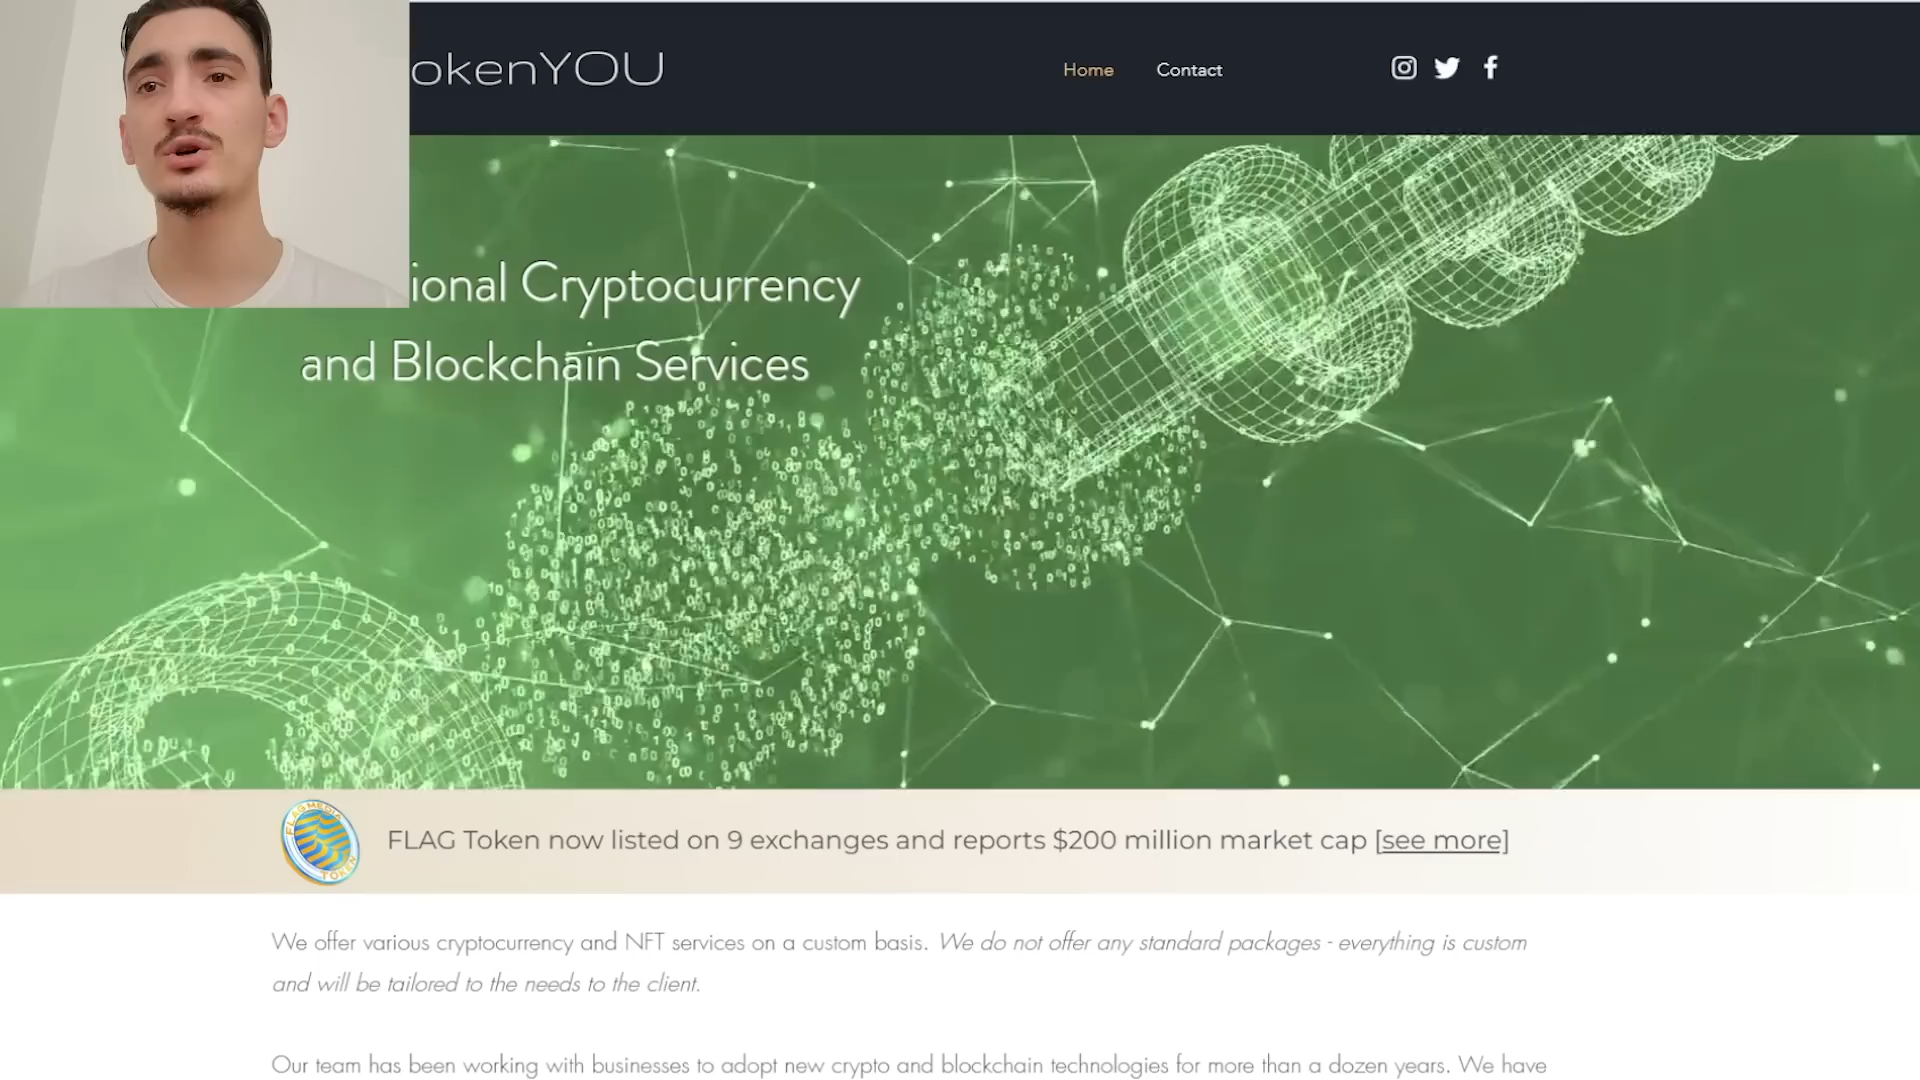 okenYOU
Home
Contact
ional Cryptocurrency
and Blockchain Services
FLAG MEDIA
TOKEN
FLAG Token now listed on 9 exchanges and reports $200 million market cap [see more]
We offer various cryptocurrency and NFT services on a custom basis. We do not offer any standard packages - everything is custom
and will be tailored to the needs to the client.
Our team has been working with businesses to adopt new crypto and blockchain technologies for more than a dozen years. We have